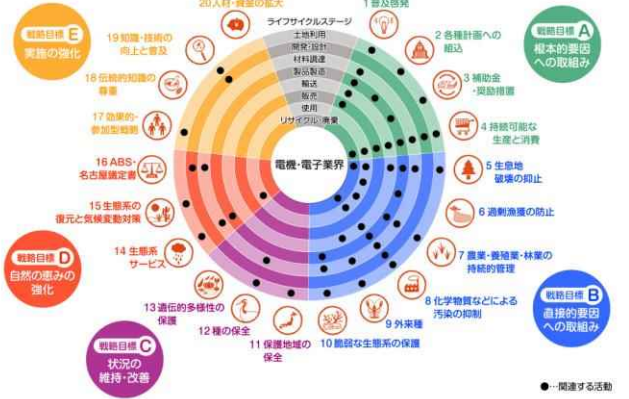 20人材・資金の拡大
ライフサイクルステージ
土地利用
開発・設計
材料調達
製品製造
輸送
販売
使用
リサイクル・廃棄
電機・電子業界
戦略目標 A
根本的要因
への取組み
1 普及啓発
2 各種計画への
組込
3 補助金
・奨励措置
4 持続可能な
生産と消費
5 生息地
破壊の抑止
6 過剰漁獲の防止
7 農業・養殖業・林業の
持続的管理
8 化学物質などによる
汚染の抑制
9 外来種
10 脆弱な生態系の保護
戦略目標 B
直接的要因
への取組み
11 保護地域の
保全
12 種の保全
13 遺伝的多様性の
保護
戦略目標 C
状況の
維持・改善
14 生態系
サービス
15 生態系の
復元と気候変動対策
16 ABS・
名古屋議定書
戦略目標 D
自然の恵みの
強化
17 効果的・
参加型戦略
18 伝統的知識の
尊重
19 知識・技術の
向上と普及
戦略目標 E
実施の強化
●…関連する活動